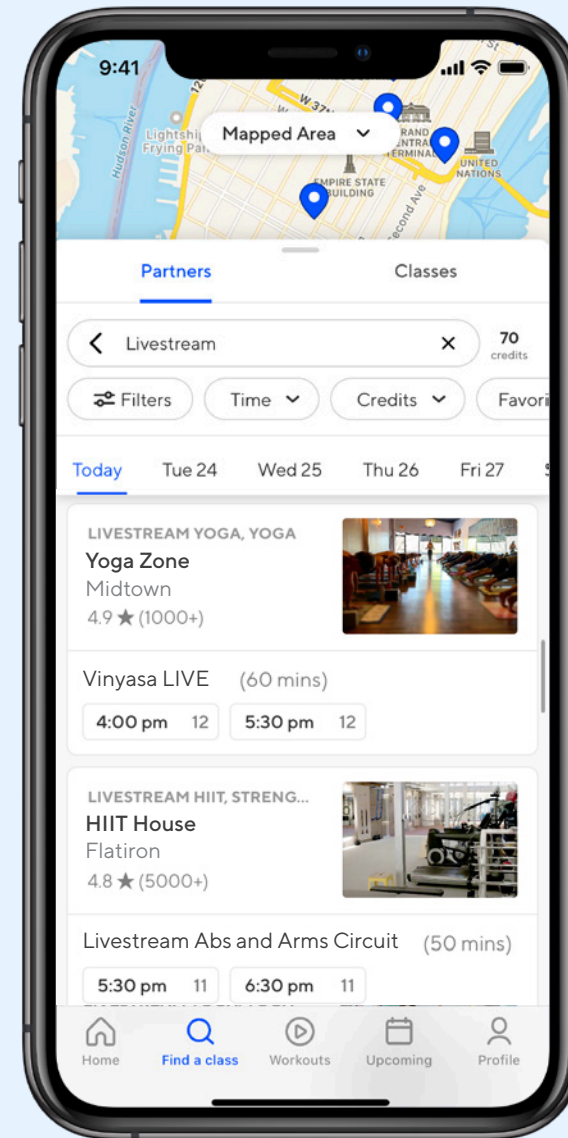 9:41
W 37
Lightship
Frying Pan
Hudson River
Mapped Area
GRAND
CENTRAL
TERMINAL
UNITED
NATIONS
EMPIRE STATE
BUILDING
Second Ave
Partners Classes
Livestream
70
credits
Filters Time Credits Favori
Today Tue 24 Wed 25 Thu 26 Fri 27
LIVESTREAM YOGA, YOGA
Yoga Zone
Midtown
4.9 ★ (1000+)
Vinyasa LIVE (60 mins)
4:00 pm 12 5:30 pm 12
LIVESTREAM HIIT, STRENG...
HIIT House
Flatiron
4.8 ★ (5000+)
Livestream Abs and Arms Circuit (50 mins)
5:30 pm 11 6:30 pm 11
Home Find a class Workouts Upcoming Profile